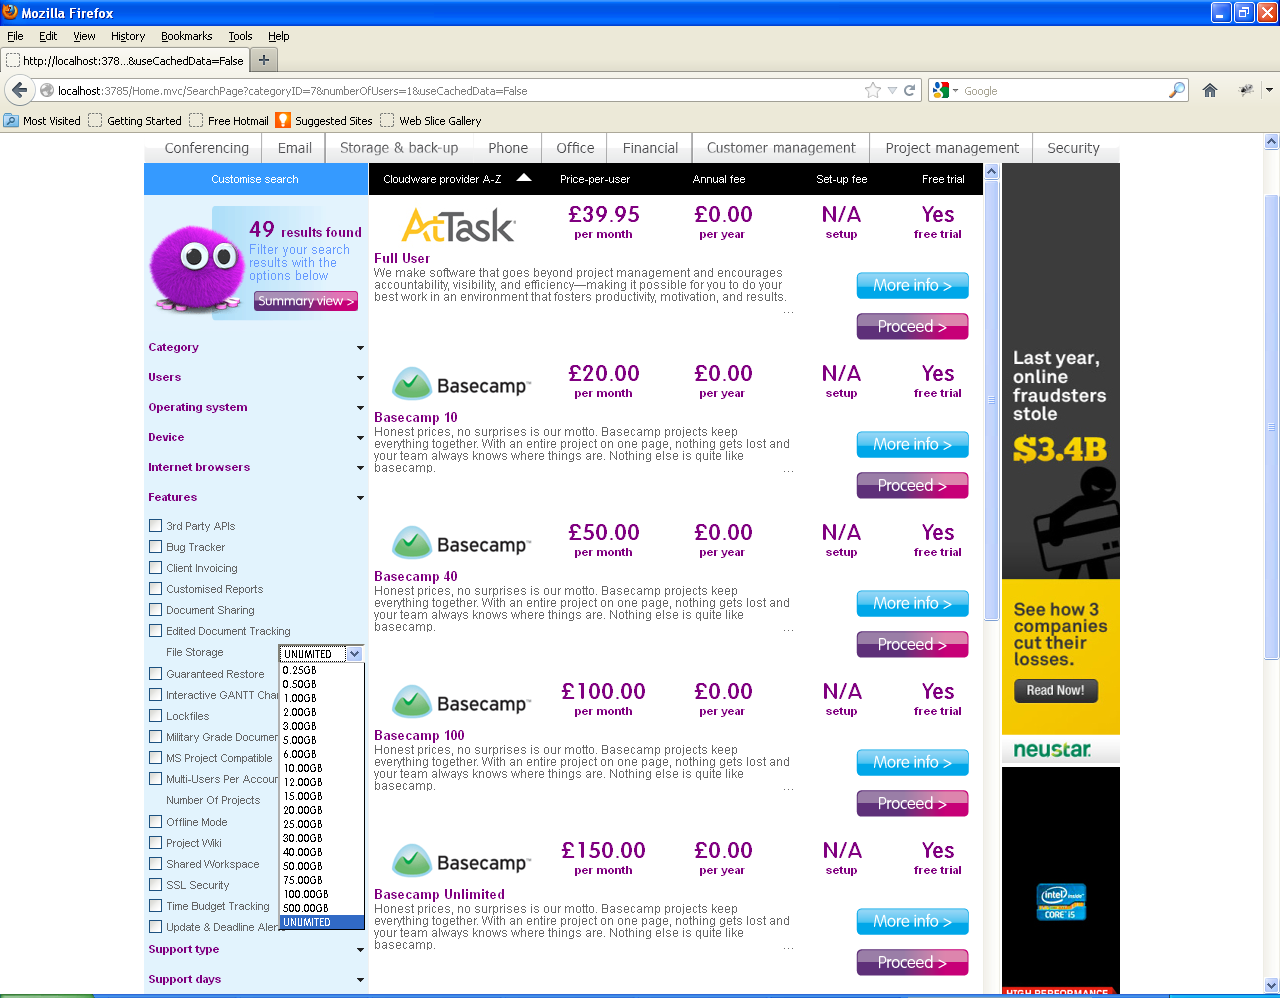 Mozilla Firefox
File Edit View History Bookmarks Tools Help
http://localhost:378...&useCachedData=False
localhost:3785/Home.mvc/SearchPage?categoryID=7&numberOfUsers=1&useCachedData=False
Google
Most Visited Getting Started Free Hotmail Suggested Sites Web Slice Gallery
Conferencing Email Storage & back-up Phone Office Financial Customer management Project management Security
Customise search
49 results found
Filter your search
results with the
options below
Summary view >
Category
Users
Operating system
Device
Internet browsers
Features
3rd Party APIs
Bug Tracker
Client Invoicing
Customised Reports
Document Sharing
Edited Document Tracking
File Storage
UNLIMITED
0.25GB
0.50GB
1.00GB
2.00GB
3.00GB
5.00GB
6.00GB
10.00GB
12.00GB
15.00GB
20.00GB
25.00GB
30.00GB
40.00GB
50.00GB
75.00GB
100.00GB
500.00GB
UNLIMITED
Guaranteed Restore
Interactive GANTT Char
Lockfiles
Military Grade Documen
MS Project Compatible
Multi-Users Per Accour
Number Of Projects
Offline Mode
Project Wiki
Shared Workspace
SSL Security
Time Budget Tracking
Update & Deadline Aler
Support type
Support days
Cloudware provider A-Z Price-per-user Annual fee Set-up fee Free trial
AtTask £39.95 £0.00 N/A Yes
per month per year setup free trial
Full User
We make software that goes beyond project management and encourages
accountability, visibility, and efficiency—making it possible for you to do your
best work in an environment that fosters productivity, motivation, and results.
...
More info >
Proceed >
Basecamp™ £20.00 £0.00 N/A Yes
per month per year setup free trial
Basecamp 10
Honest prices, no surprises is our motto. Basecamp projects keep
everything together. With an entire project on one page, nothing gets lost and
your team always knows where things are. Nothing else is quite like
basecamp. ...
More info >
Proceed >
Basecamp™ £50.00 £0.00 N/A Yes
per month per year setup free trial
Basecamp 40
Honest prices, no surprises is our motto. Basecamp projects keep
everything together. With an entire project on one page, nothing gets lost and
your team always knows where things are. Nothing else is quite like
basecamp. ...
More info >
Proceed >
Basecamp™ £100.00 £0.00 N/A Yes
per month per year setup free trial
Basecamp 100
Honest prices, no surprises is our motto. Basecamp projects keep
everything together. With an entire project on one page, nothing gets lost and
your team always knows where things are. Nothing else is quite like
basecamp. ...
More info >
Proceed >
Basecamp™ £150.00 £0.00 N/A Yes
per month per year setup free trial
Basecamp Unlimited
Honest prices, no surprises is our motto. Basecamp projects keep
everything together. With an entire project on one page, nothing gets lost and
your team always knows where things are. Nothing else is quite like
basecamp. ...
More info >
Proceed >
Last year,
online
fraudsters
stole
$3.4B
See how 3
companies
cut their
losses.
Read Now!
neustar.
intel
CORE i5
HIGH PERFORMANCE